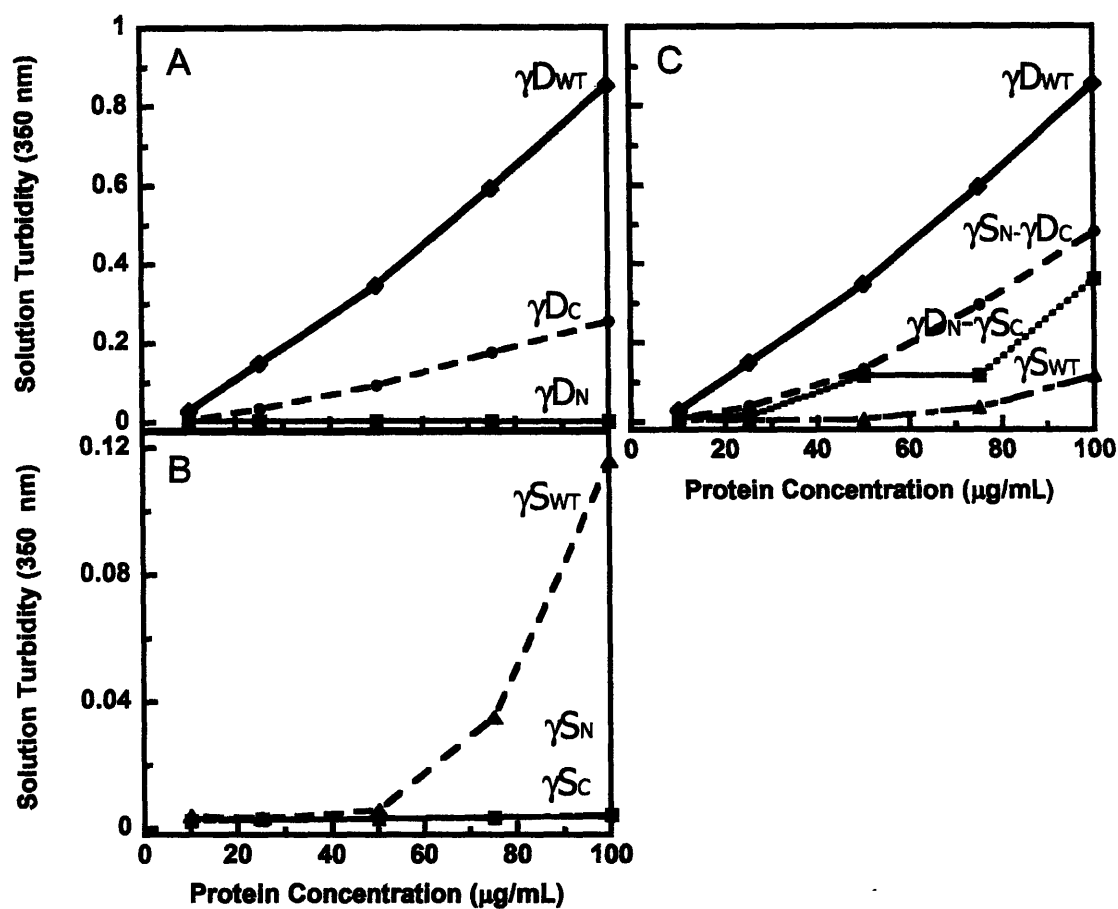 A
Solution Turbidity (350 nm)
1
0.8
0.6
0.4
0.2
0
γDWT
γDC
γDN
C
γDWT
γSN-γDC
γDN-γSC
γSWT
0 20 40 60 80 100
Protein Concentration (μg/mL)
B
Solution Turbidity (350 nm)
0.12
0.08
0.04
0
γSWT
γSN
γSC
0 20 40 60 80 100
Protein Concentration (μg/mL)